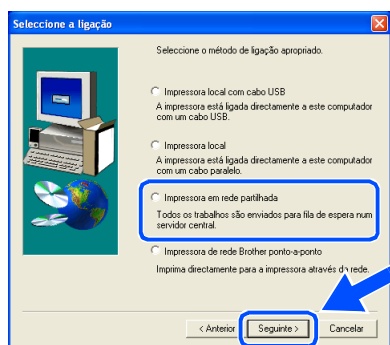 Seleccione a ligação
Seleccione o método de ligação apropriado.
Impressora local com cabo USB
A impressora está ligada directamente a este computador
com um cabo USB.
Impressora local
A impressora está ligada directamente a este computador
com um cabo paralelo.
Impressora em rede partilhada
Todos os trabalhos são enviados para fila de espera num
servidor central.
Impressora de rede Brother ponto-a-ponto
Imprima directamente para a impressora através da rede.
< Anterior
Seguinte >
Cancelar